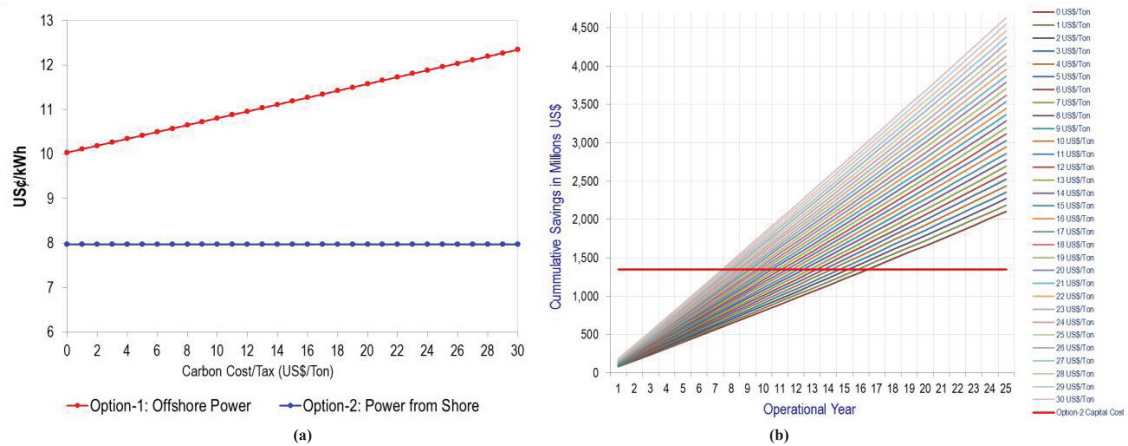 13
12
11
10
9
8
7
6
US¢/kWh
0 2 4 6 8 10 12 14 16 18 20 22 24 26 28 30
Carbon Cost/Tax (US$/Ton)
Option-1: Offshore Power Option-2: Power from Shore
(a)
4,500
4,000
3,500
3,000
2,500
2,000
1,500
1,000
500
0
Cummulative Savings in Millions US$
1 2 3 4 5 6 7 8 9 10 11 12 13 14 15 16 17 18 19 20 21 22 23 24 25
Operational Year
(b)
0 US$/Ton
1 US$/Ton
2 US$/Ton
3 US$/Ton
4 US$/Ton
5 US$/Ton
6 US$/Ton
7 US$/Ton
8 US$/Ton
9 US$/Ton
10 US$/Ton
11 US$/Ton
12 US$/Ton
13 US$/Ton
14 US$/Ton
15 US$/Ton
16 US$/Ton
17 US$/Ton
18 US$/Ton
19 US$/Ton
20 US$/Ton
21 US$/Ton
22 US$/Ton
23 US$/Ton
24 US$/Ton
25 US$/Ton
26 US$/Ton
27 US$/Ton
28 US$/Ton
29 US$/Ton
30 US$/Ton
Option-2 Capital Cost